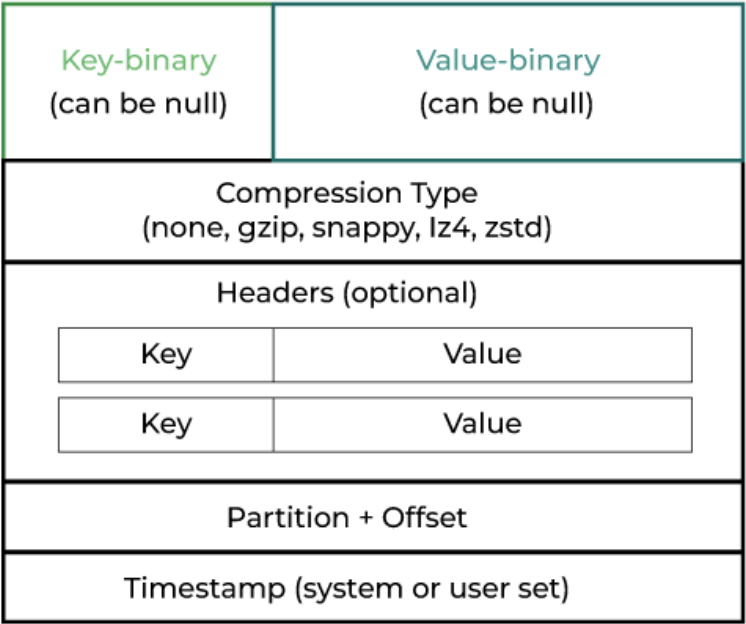 Key-binary
(can be null)
Value-binary
(can be null)
Compression Type
(none, gzip, snappy, lz4, zstd)
Headers (optional)
Key Value
Key Value
Partition + Offset
Timestamp (system or user set)